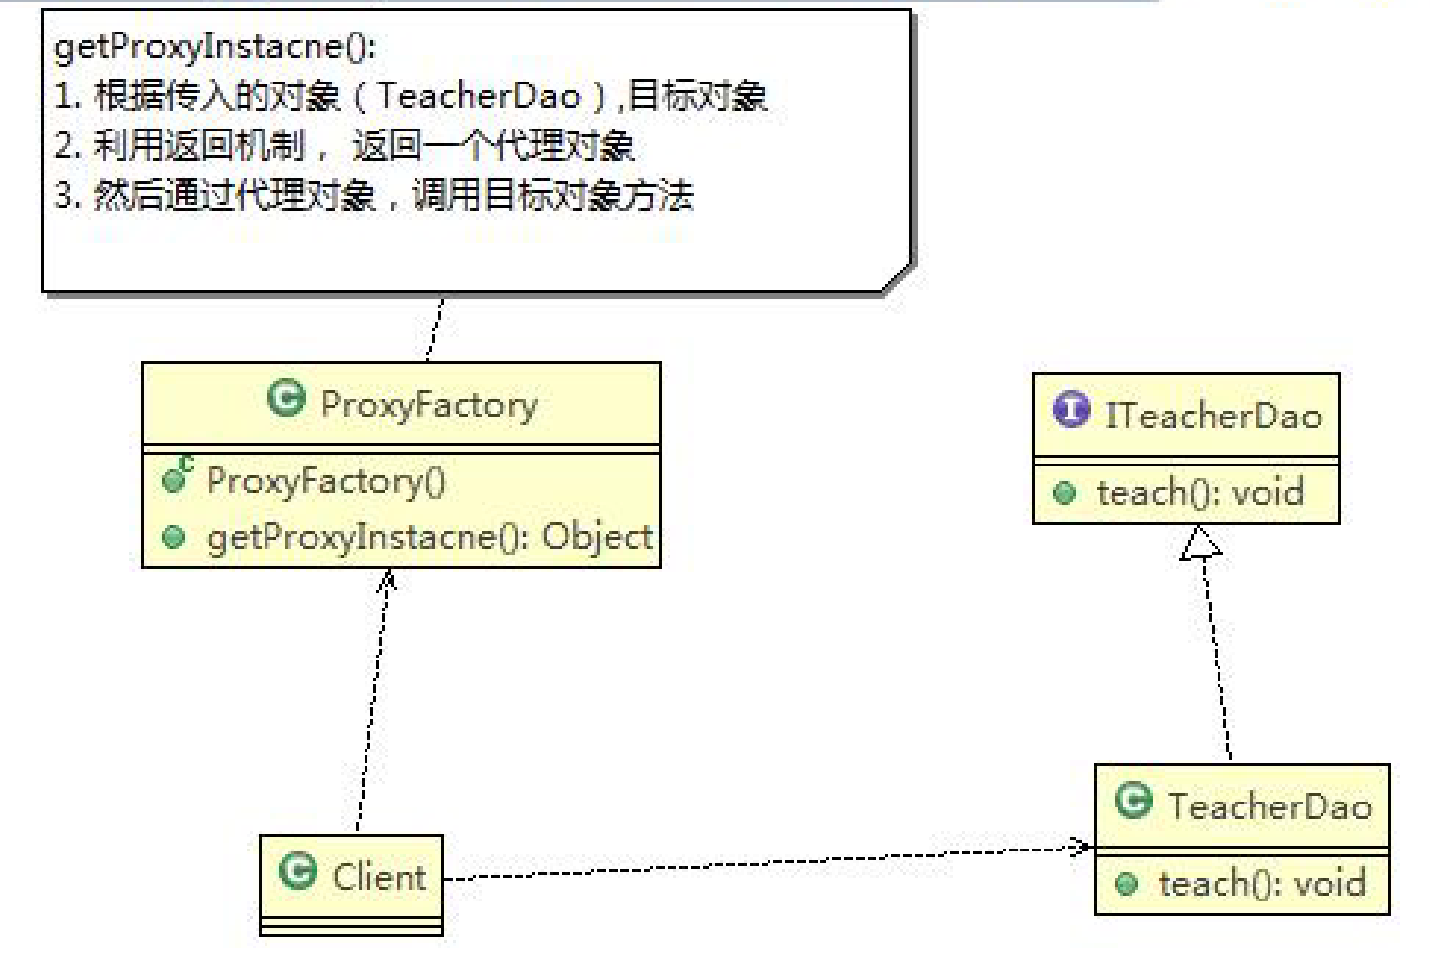 getProxyInstacne():
1. 根据传入的对象（TeacherDao）,目标对象
2. 利用返回机制， 返回一个代理对象
3. 然后通过代理对象，调用目标对象方法
ProxyFactory
ProxyFactory()
getProxyInstacne(): Object
ITeacherDao
teach(): void
Client
TeacherDao
teach(): void